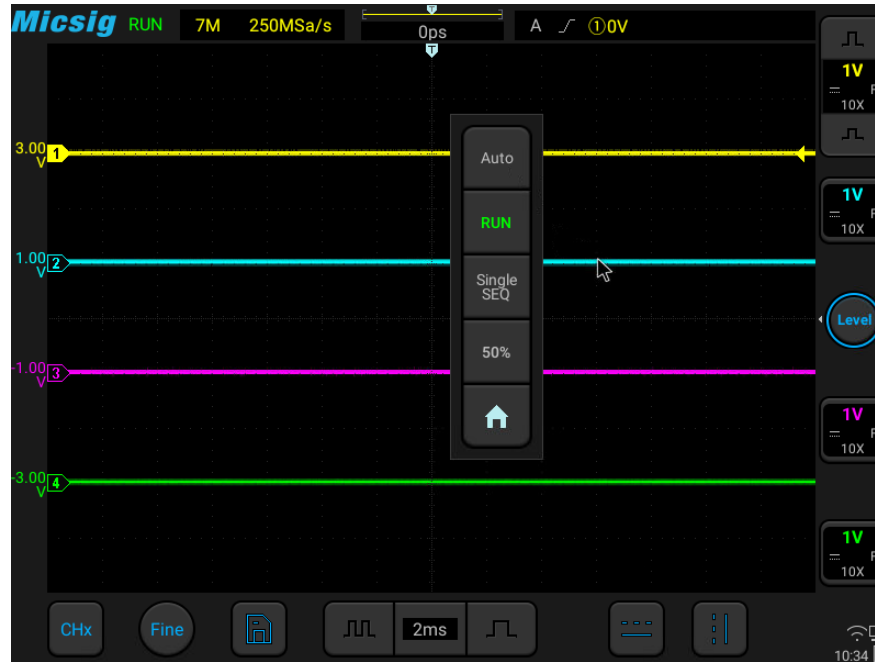 Micsig RUN 7M 250MSa/s 0ps A ①0V
T
T
1V
10X
3.00
V
1
Auto
RUN
Single
SEQ
50%
1V
10X
1.00
V
2
Level
-1.00
V
3
1V
10X
-3.00
V
4
1V
10X
CHx Fine 2ms
10:34